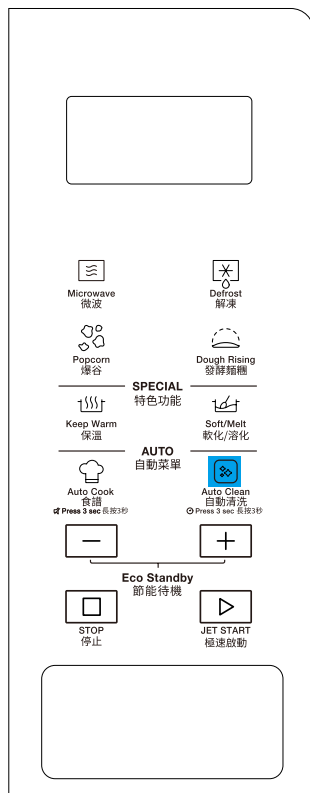 Microwave
微波
Defrost
解凍
Popcorn
爆谷
Dough Rising
發酵麵糰
SPECIAL
特色功能
Keep Warm
保溫
Soft/Melt
軟化/溶化
AUTO
自動菜單
Auto Cook
食譜
Press 3 sec 長按3秒
Auto Clean
自動清洗
Press 3 sec 長按3秒
Eco Standby
節能待機
STOP
停止
JET START
極速啟動